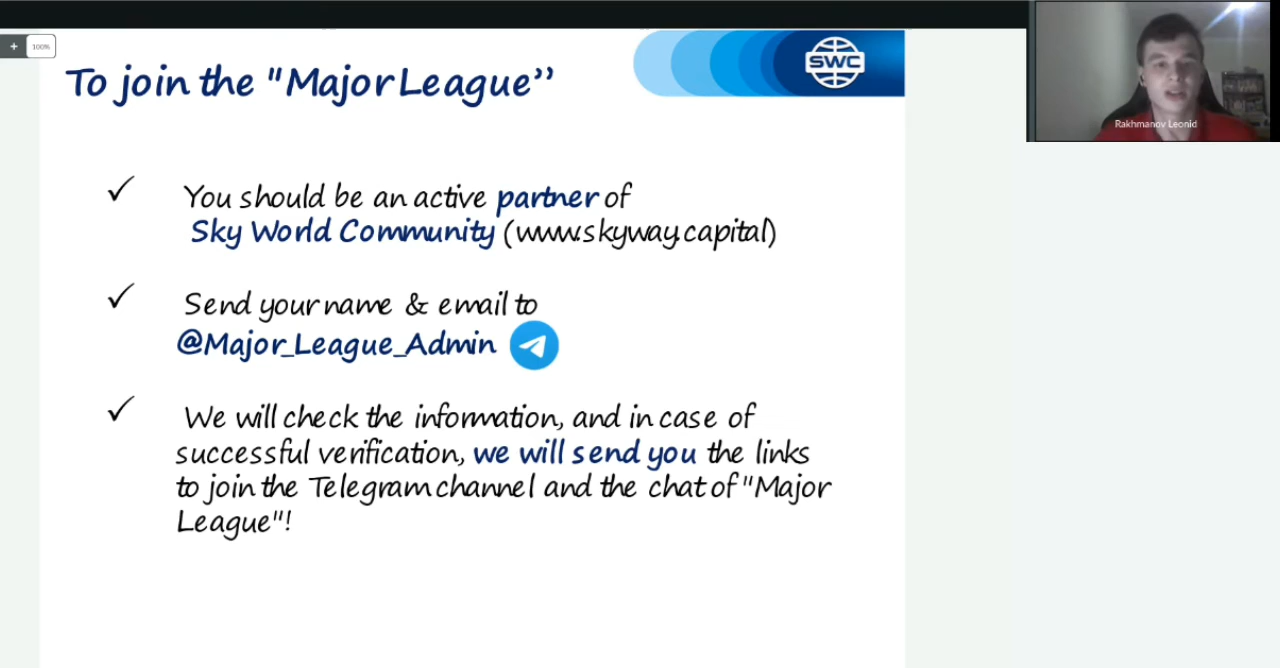 + 100%
To join the "Major League”
SWC
Rakhmanov Leonid
✓ You should be an active partner of
Sky World Community (www.skyway.capital)
✓ Send your name & email to
@Major_League_Admin
✓ We will check the information, and in case of
successful verification, we will send you the links
to join the Telegram channel and the chat of "Major
League"!